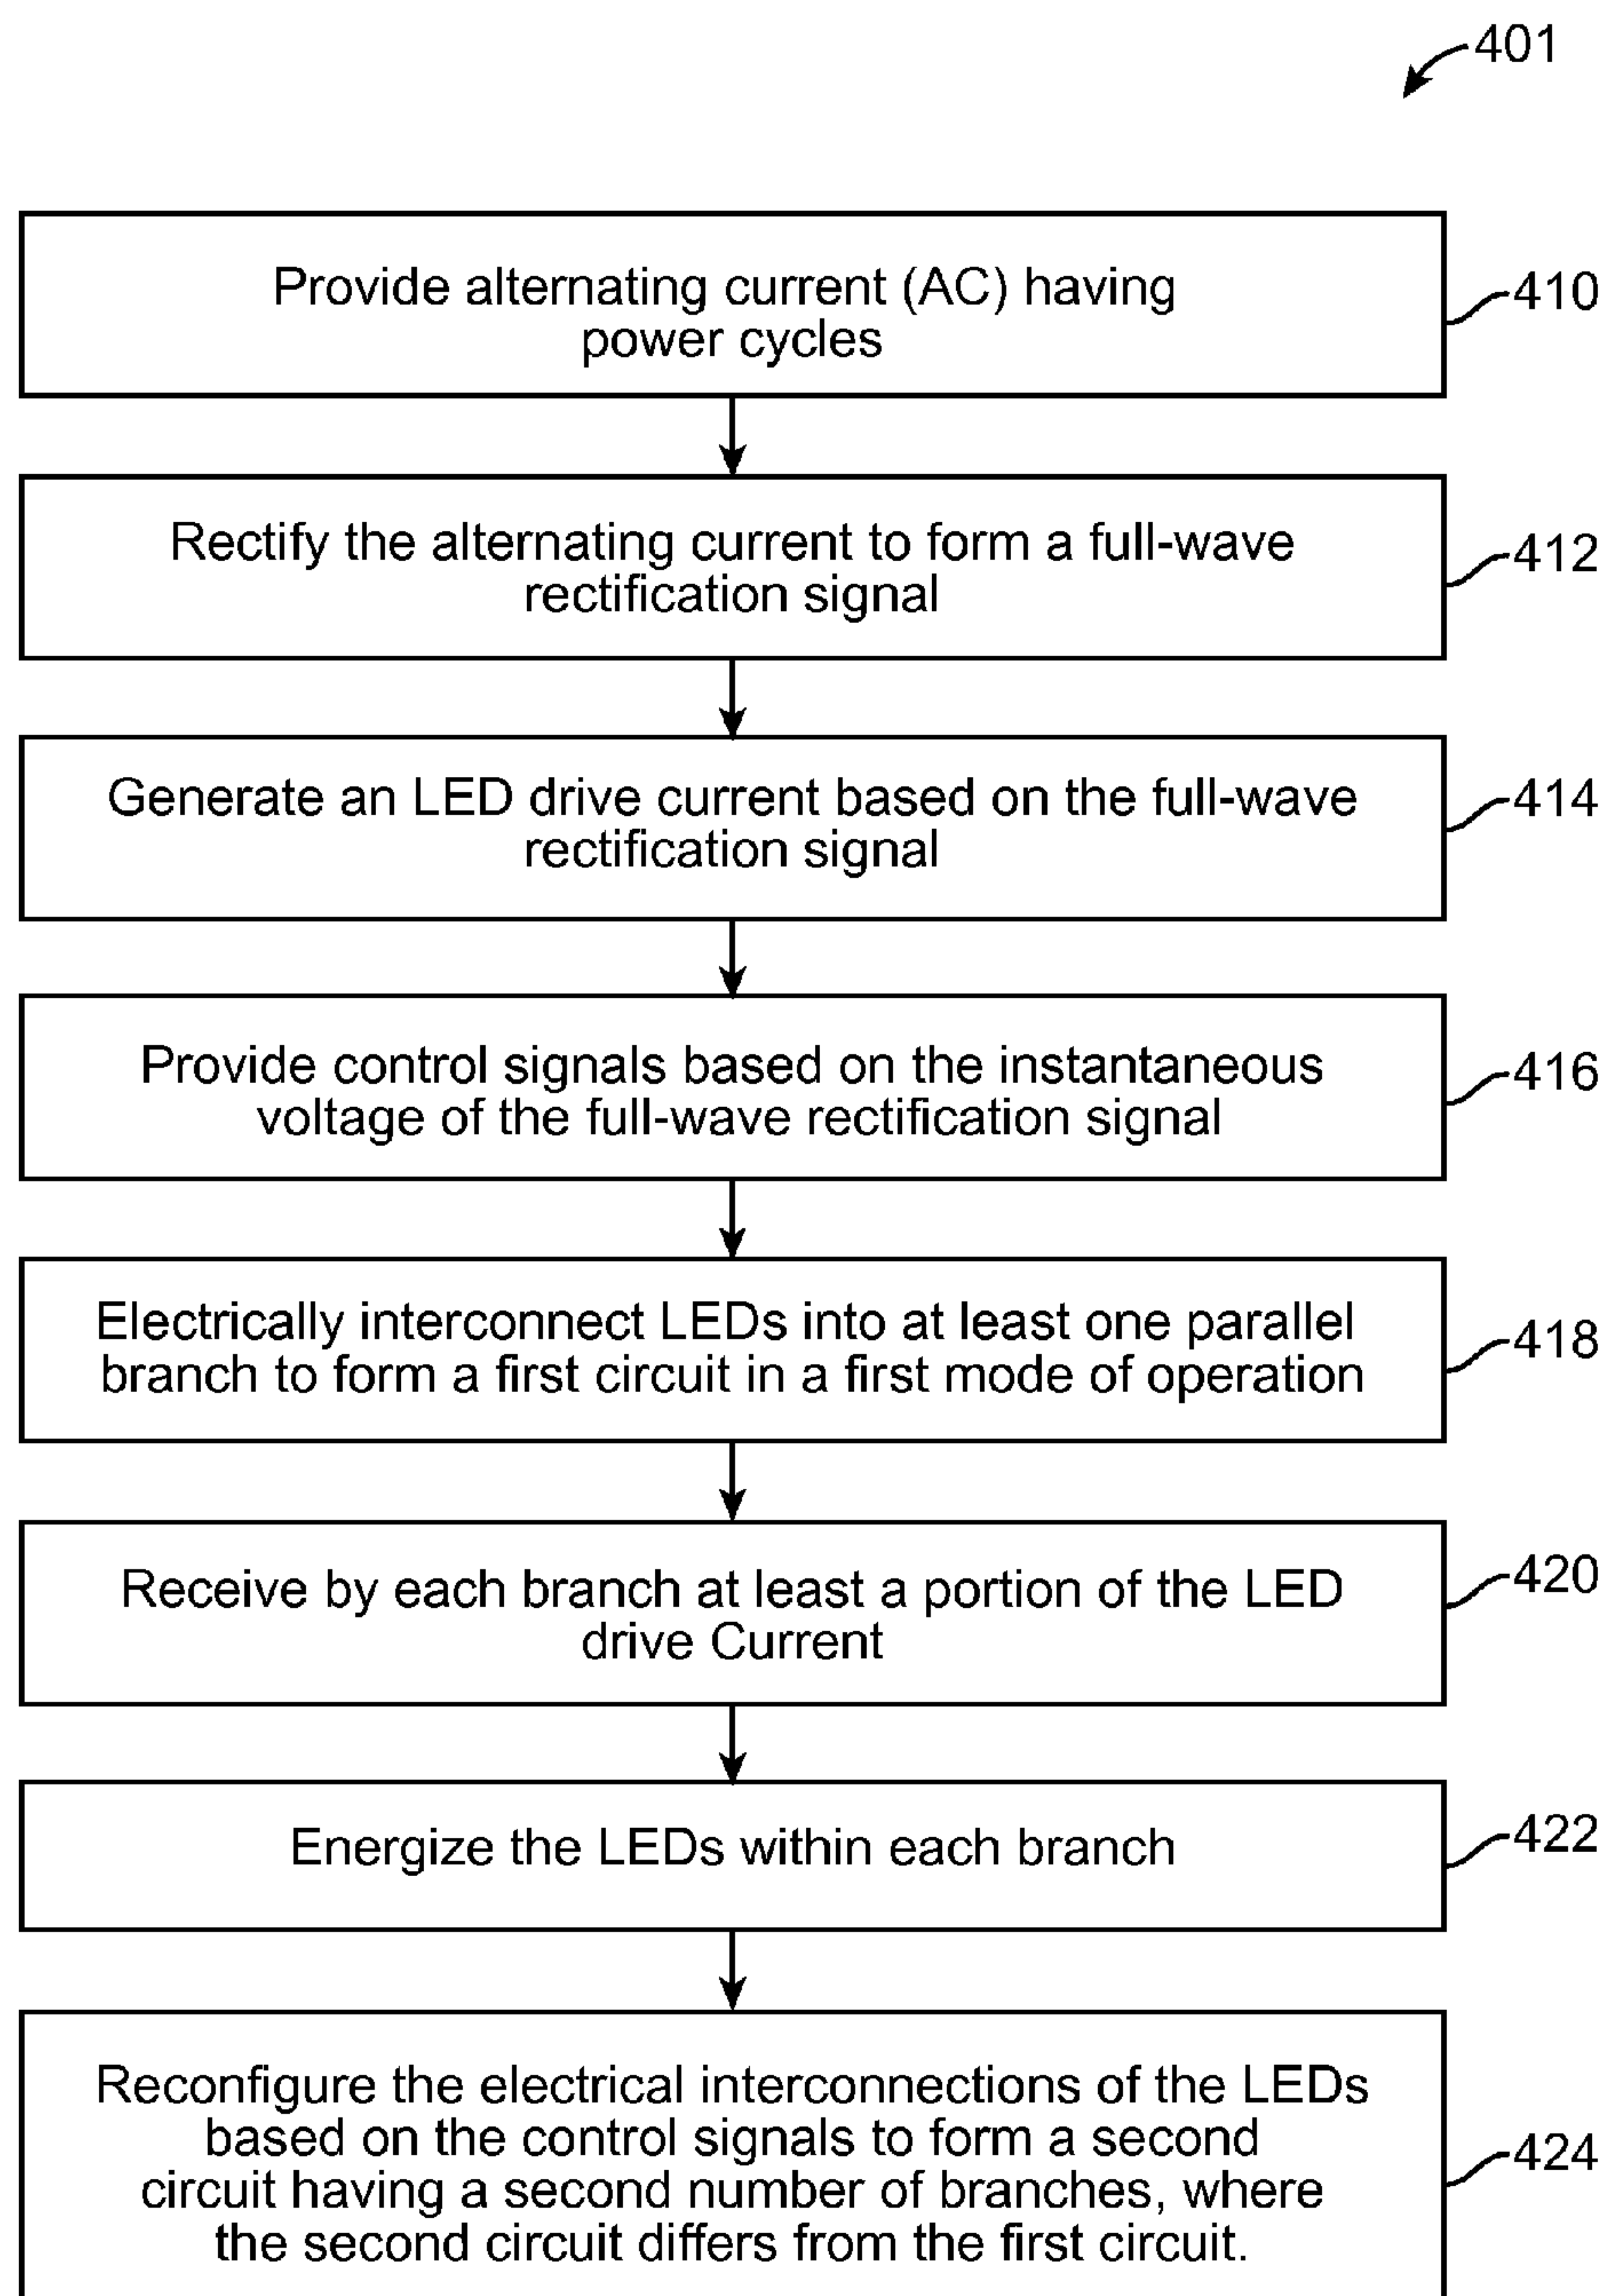 401
Provide alternating current (AC) having
power cycles
410
Rectify the alternating current to form a full-wave
rectification signal
412
Generate an LED drive current based on the full-wave
rectification signal
414
Provide control signals based on the instantaneous
voltage of the full-wave rectification signal
416
Electrically interconnect LEDs into at least one parallel
branch to form a first circuit in a first mode of operation
418
Receive by each branch at least a portion of the LED
drive Current
420
Energize the LEDs within each branch
422
Reconfigure the electrical interconnections of the LEDs
based on the control signals to form a second
circuit having a second number of branches, where
the second circuit differs from the first circuit.
424